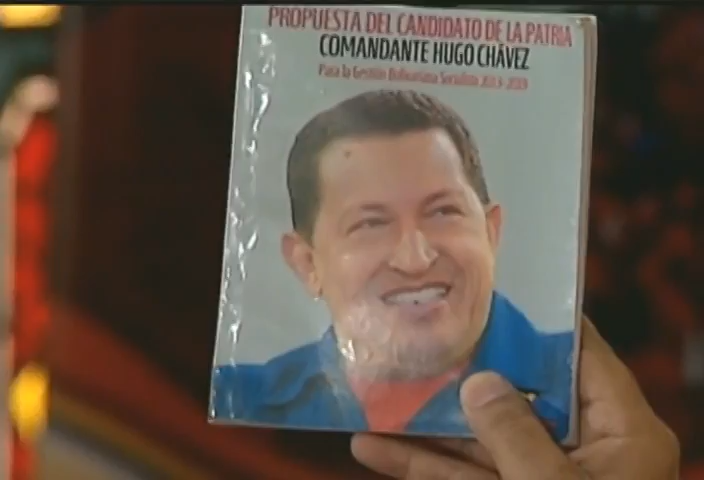 PROPUESTA DEL CANDIDATO DE LA PATRIA
COMANDANTE HUGO CHÁVEZ
Para la Gestión Bolivariana Socialista 2013-2019